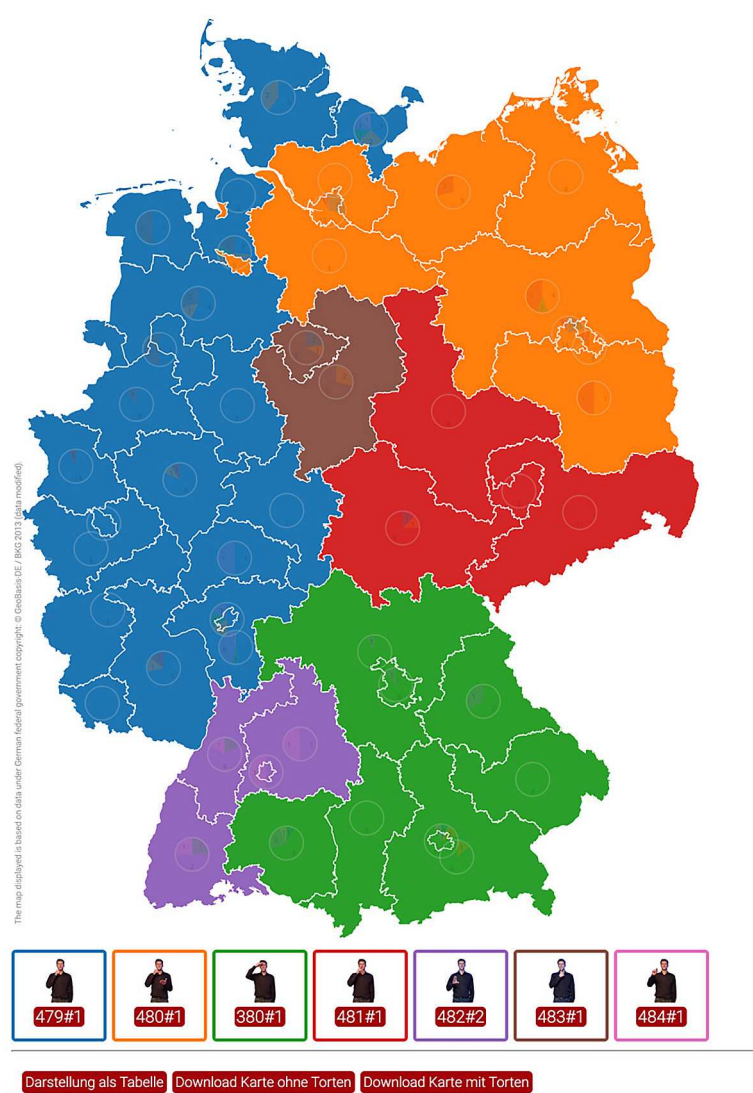 The map displayed is based on data under German federal government copyright: © GeoBasis-DE / BKG 2013 (data modified).
479#1 480#1 380#1 481#1 482#2 483#1 484#1
Darstellung als Tabelle Download Karte ohne Torten Download Karte mit Torten